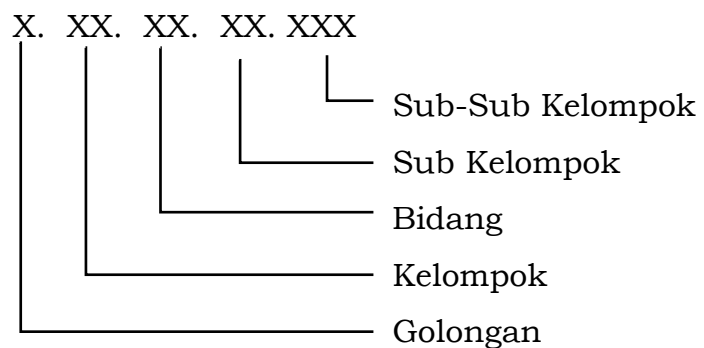 X. XX. XX. XX. XXX
Sub-Sub Kelompok
Sub Kelompok
Bidang
Kelompok
Golongan